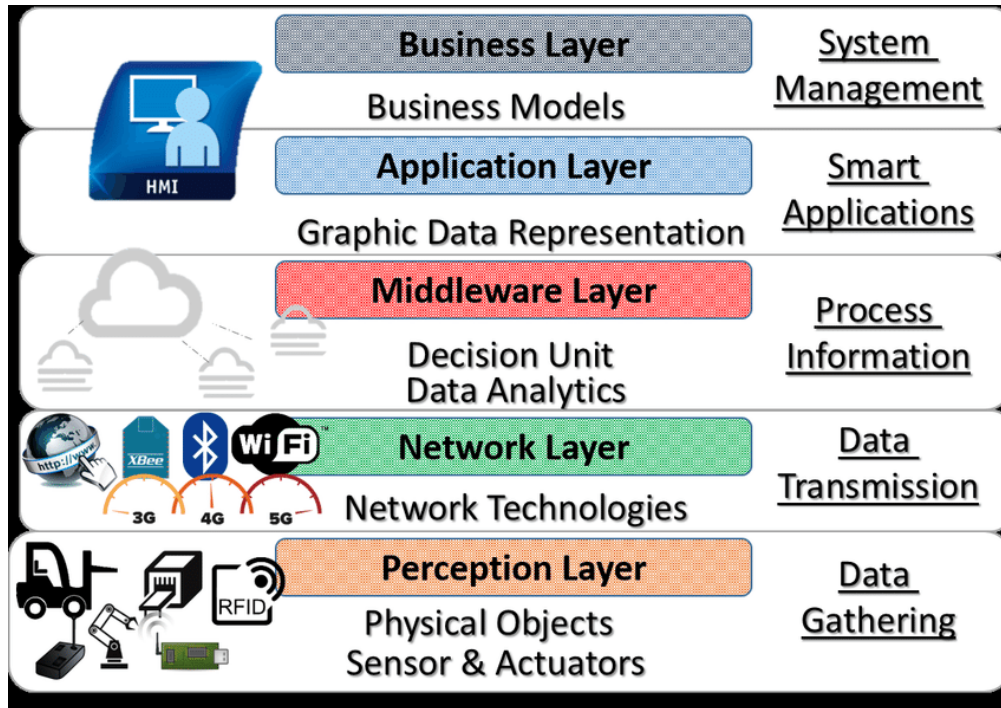 Business Layer
Business Models
System
Management
HMI
Application Layer
Graphic Data Representation
Smart
Applications
Middleware Layer
Decision Unit
Data Analytics
Process
Information
http://www.
XBee
WiFi™
3G
4G
5G
Network Layer
Network Technologies
Data
Transmission
RFID
Perception Layer
Physical Objects
Sensor & Actuators
Data
Gathering